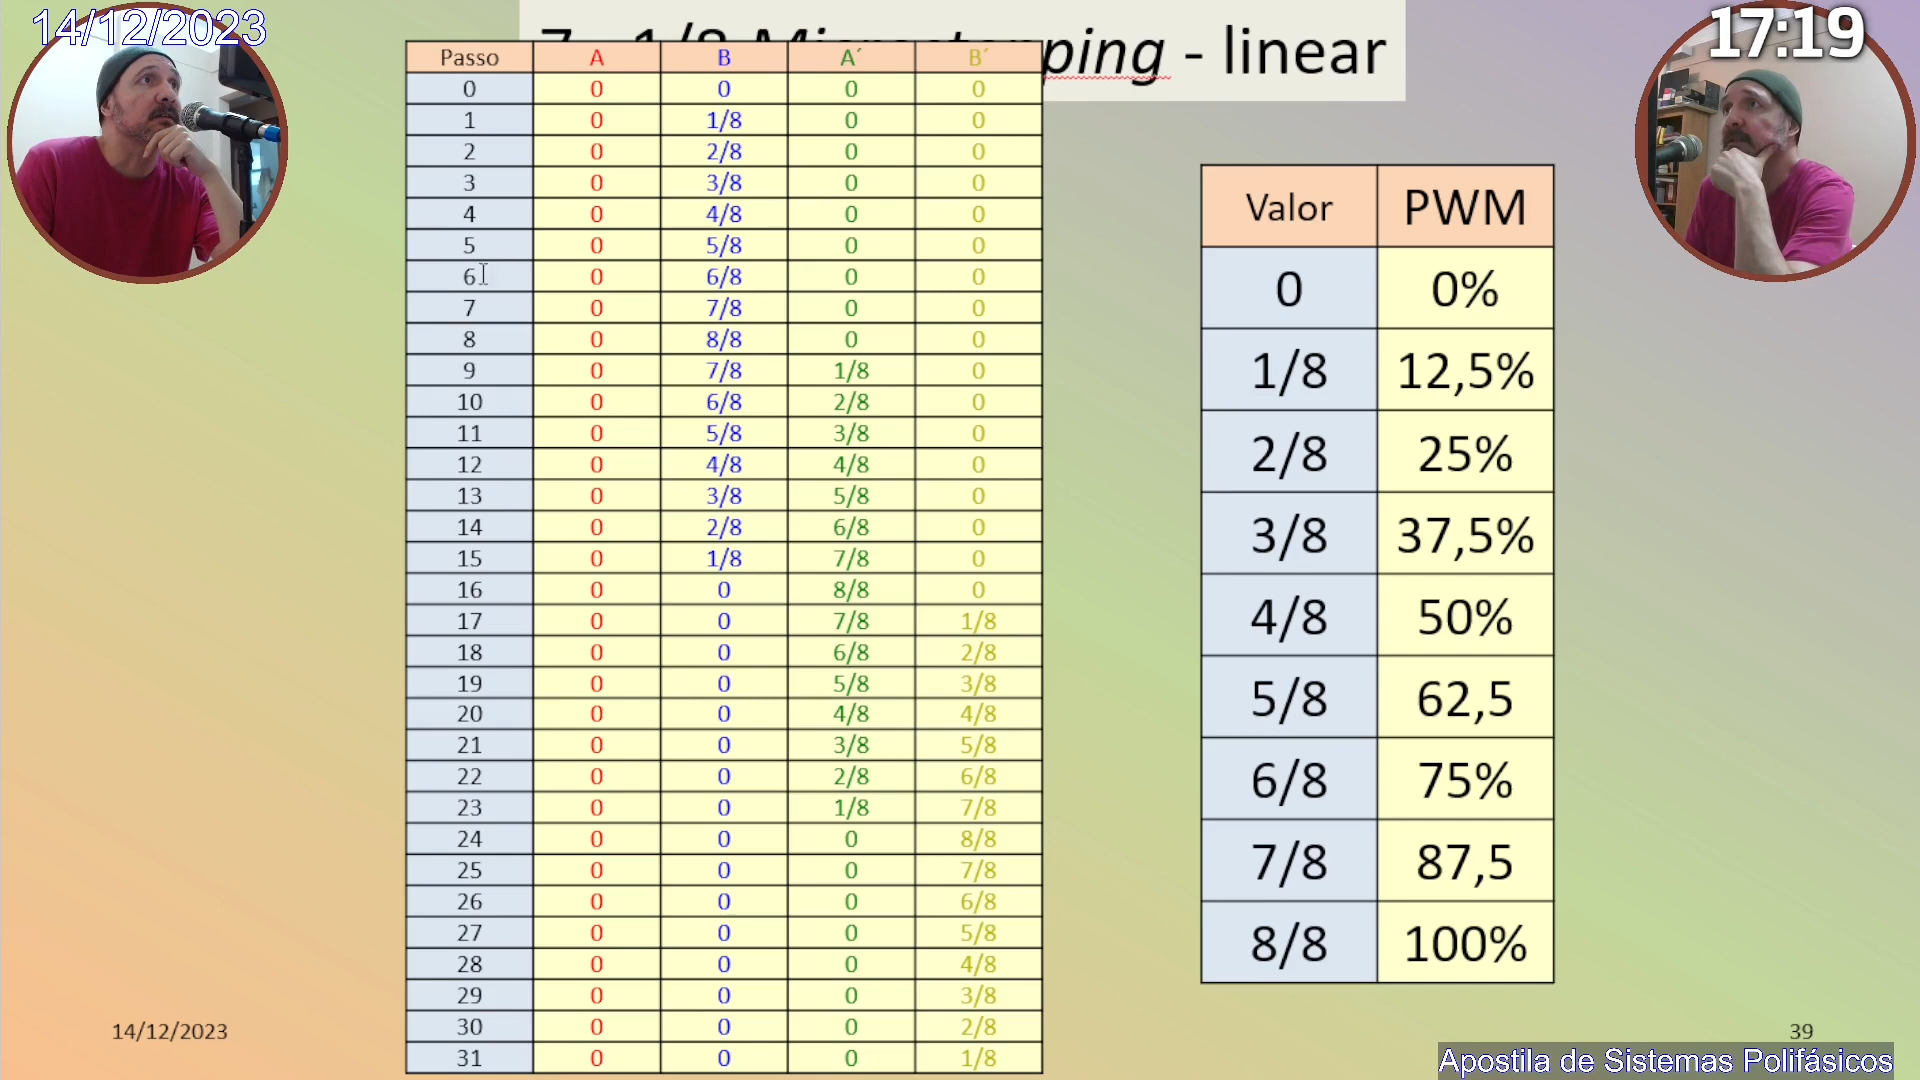 14/12/2023
17:19
ping - linear
Passo A B A´ B´
0 0 0 0 0
1 0 1/8 0 0
2 0 2/8 0 0
3 0 3/8 0 0
4 0 4/8 0 0
5 0 5/8 0 0
6 0 6/8 0 0
7 0 7/8 0 0
8 0 8/8 0 0
9 0 7/8 1/8 0
10 0 6/8 2/8 0
11 0 5/8 3/8 0
12 0 4/8 4/8 0
13 0 3/8 5/8 0
14 0 2/8 6/8 0
15 0 1/8 7/8 0
16 0 0 8/8 0
17 0 0 7/8 1/8
18 0 0 6/8 2/8
19 0 0 5/8 3/8
20 0 0 4/8 4/8
21 0 0 3/8 5/8
22 0 0 2/8 6/8
23 0 0 1/8 7/8
24 0 0 0 8/8
25 0 0 0 7/8
26 0 0 0 6/8
27 0 0 0 5/8
28 0 0 0 4/8
29 0 0 0 3/8
30 0 0 0 2/8
31 0 0 0 1/8
Valor PWM
0 0%
1/8 12,5%
2/8 25%
3/8 37,5%
4/8 50%
5/8 62,5
6/8 75%
7/8 87,5
8/8 100%
14/12/2023
39
Apostila de Sistemas Polifásicos